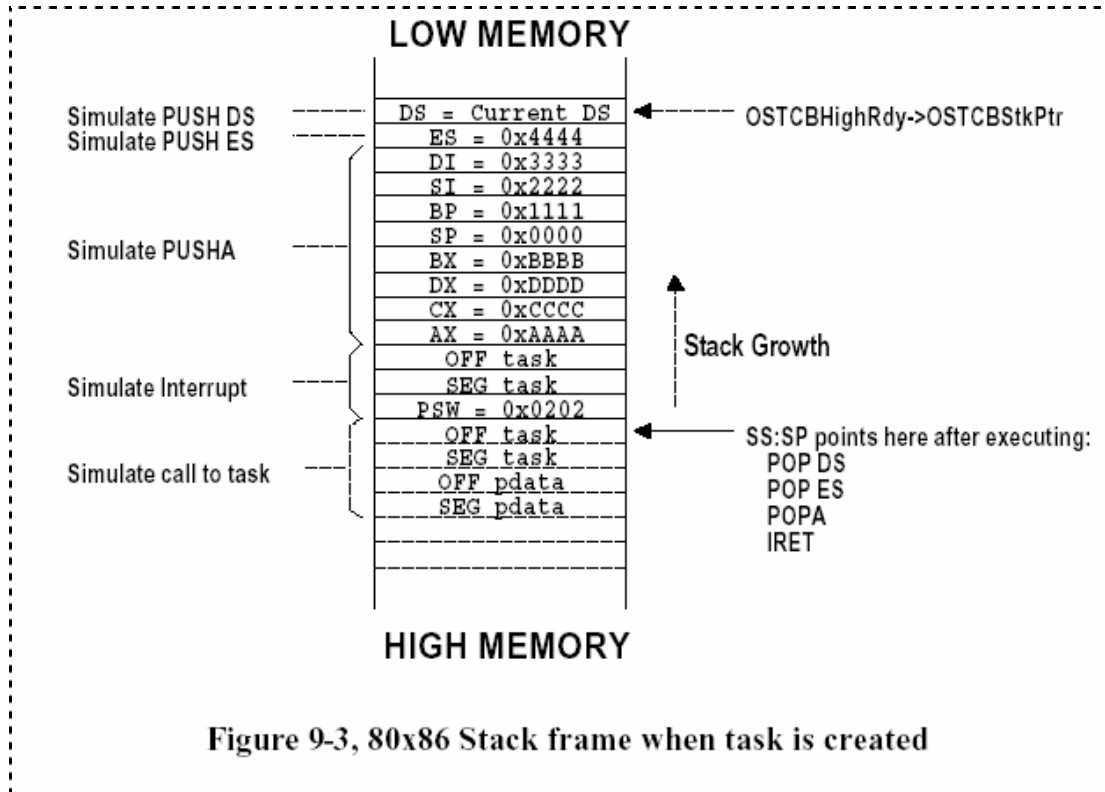 LOW MEMORY
Simulate PUSH DS
DS = Current DS
OSTCBHighRdy->OSTCBStkPtr
Simulate PUSH ES
ES = 0x4444
DI = 0x3333
SI = 0x2222
BP = 0x1111
Simulate PUSHA
SP = 0x0000
BX = 0xBBBB
DX = 0xDDDD
CX = 0xCCCC
AX = 0xAAAA
Stack Growth
OFF task
Simulate Interrupt
SEG task
PSW = 0x0202
OFF task
SS:SP points here after executing:
SEG task
POP DS
Simulate call to task
OFF pdata
POP ES
SEG pdata
POPA
IRET
HIGH MEMORY
Figure 9-3, 80x86 Stack frame when task is created